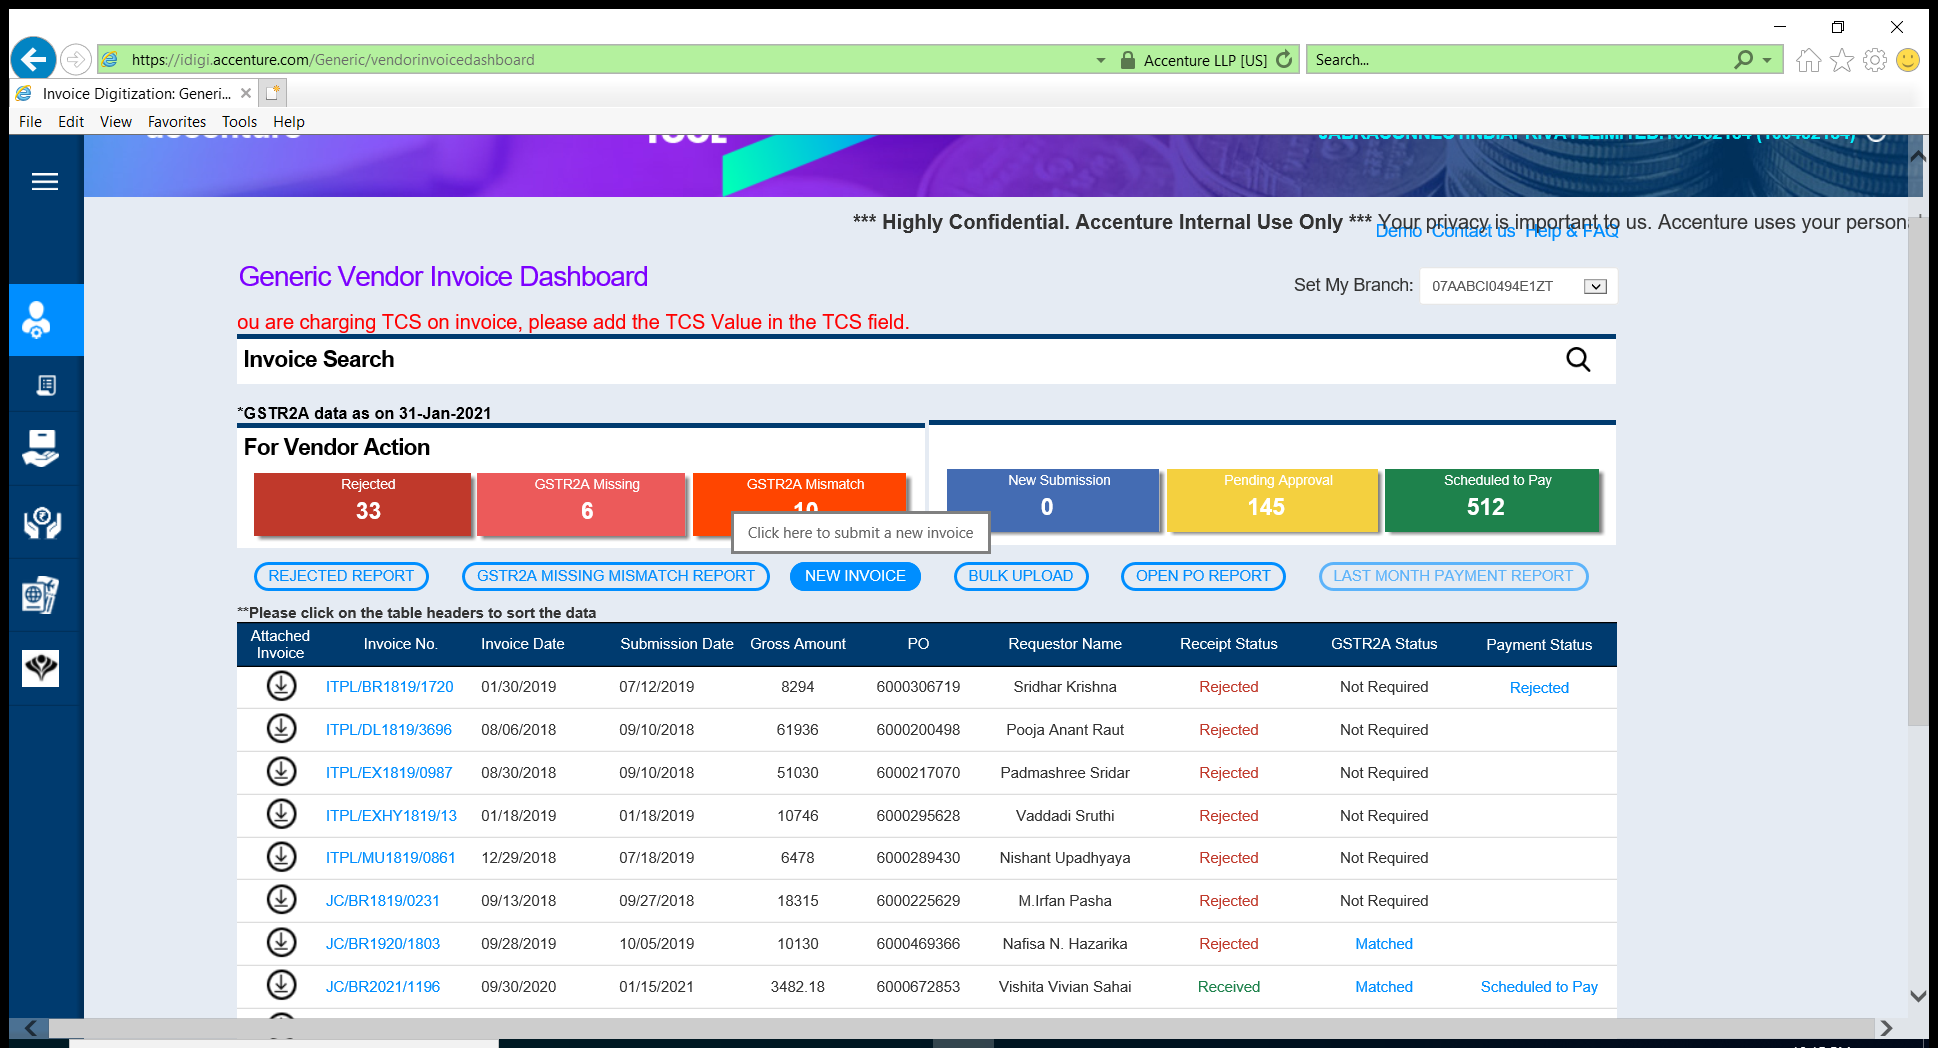 https://idigi.accenture.com/Generic/vendorinvoicedashboard
Accenture LLP [US]
Search...
Invoice Digitization: Generi...
File Edit View Favorites Tools Help
accenture
TOOL
*** Highly Confidential. Accenture Internal Use Only *** Your privacy is important to us. Accenture uses your persona
Demo Contact us Help & FAQ
Generic Vendor Invoice Dashboard
Set My Branch: 07AABCI0494E1ZT
ou are charging TCS on invoice, please add the TCS Value in the TCS field.
Invoice Search
*GSTR2A data as on 31-Jan-2021
For Vendor Action
Rejected
33
GSTR2A Missing
6
GSTR2A Mismatch
10
New Submission
0
Pending Approval
145
Scheduled to Pay
512
Click here to submit a new invoice
REJECTED REPORT GSTR2A MISSING MISMATCH REPORT NEW INVOICE BULK UPLOAD OPEN PO REPORT LAST MONTH PAYMENT REPORT
**Please click on the table headers to sort the data
Attached Invoice Invoice No. Invoice Date Submission Date Gross Amount PO Requestor Name Receipt Status GSTR2A Status Payment Status
ITPL/BR1819/1720 01/30/2019 07/12/2019 8294 6000306719 Sridhar Krishna Rejected Not Required Rejected
ITPL/DL1819/3696 08/06/2018 09/10/2018 61936 6000200498 Pooja Anant Raut Rejected Not Required
ITPL/EX1819/0987 08/30/2018 09/10/2018 51030 6000217070 Padmashree Sridar Rejected Not Required
ITPL/EXHY1819/13 01/18/2019 01/18/2019 10746 6000295628 Vaddadi Sruthi Rejected Not Required
ITPL/MU1819/0861 12/29/2018 07/18/2019 6478 6000289430 Nishant Upadhyaya Rejected Not Required
JC/BR1819/0231 09/13/2018 09/27/2018 18315 6000225629 M.Irfan Pasha Rejected Not Required
JC/BR1920/1803 09/28/2019 10/05/2019 10130 6000469366 Nafisa N. Hazarika Rejected Matched
JC/BR2021/1196 09/30/2020 01/15/2021 3482.18 6000672853 Vishita Vivian Sahai Received Matched Scheduled to Pay